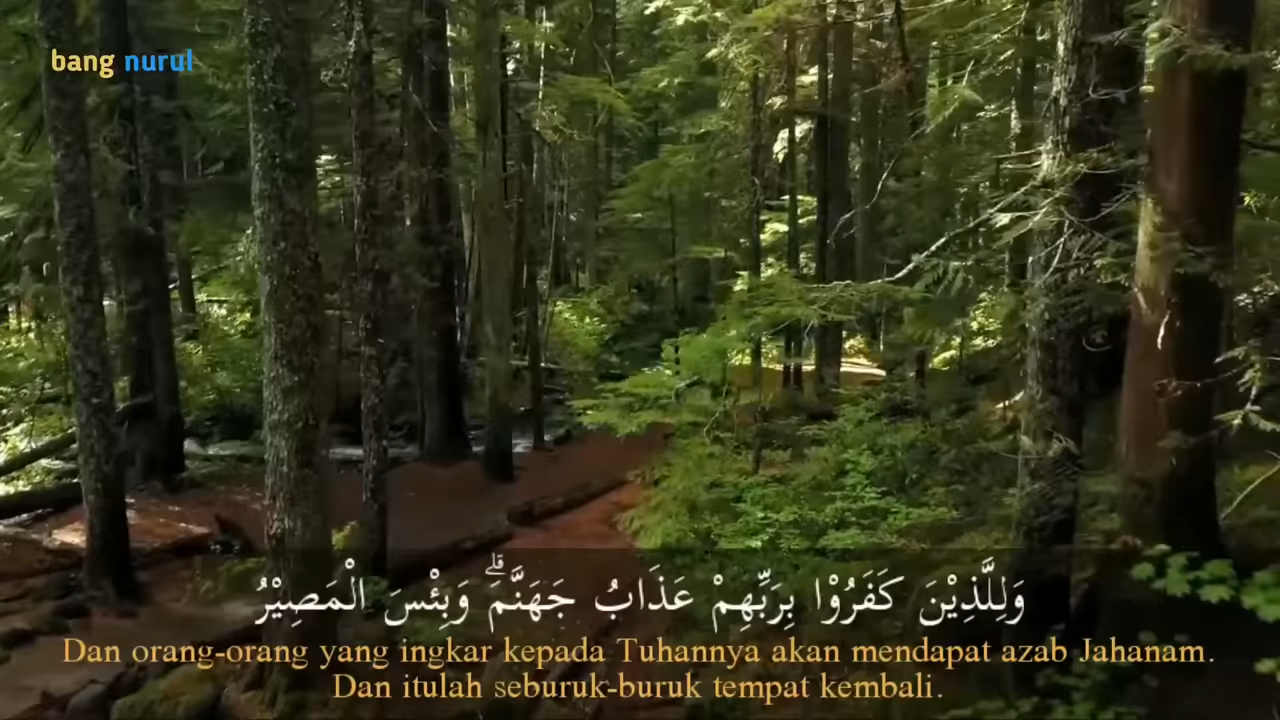 bang nurul
وَلِلَّذِيْنَ كَفَرُوْا بِرَبِّهِمْ عَذَابُ جَهَنَّمَۗ وَبِئْسَ الْمَصِيْرُ
Dan orang-orang yang ingkar kepada Tuhannya akan mendapat azab Jahanam.
Dan itulah seburuk-buruk tempat kembali.